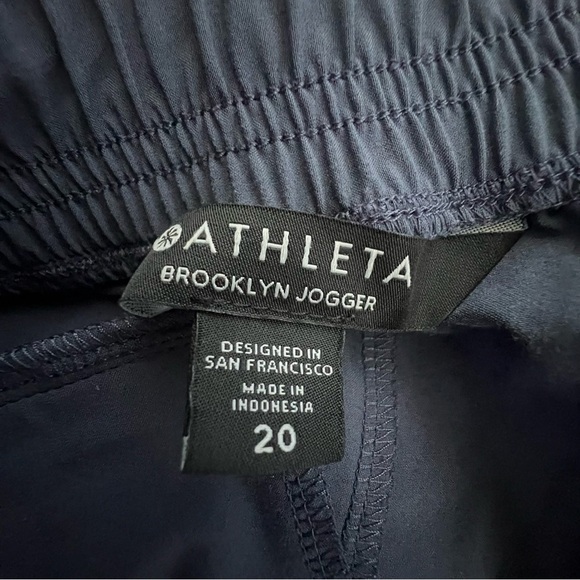 ATHLETA
BROOKLYN JOGGER
DESIGNED IN
SAN FRANCISCO
MADE IN
INDONESIA
20